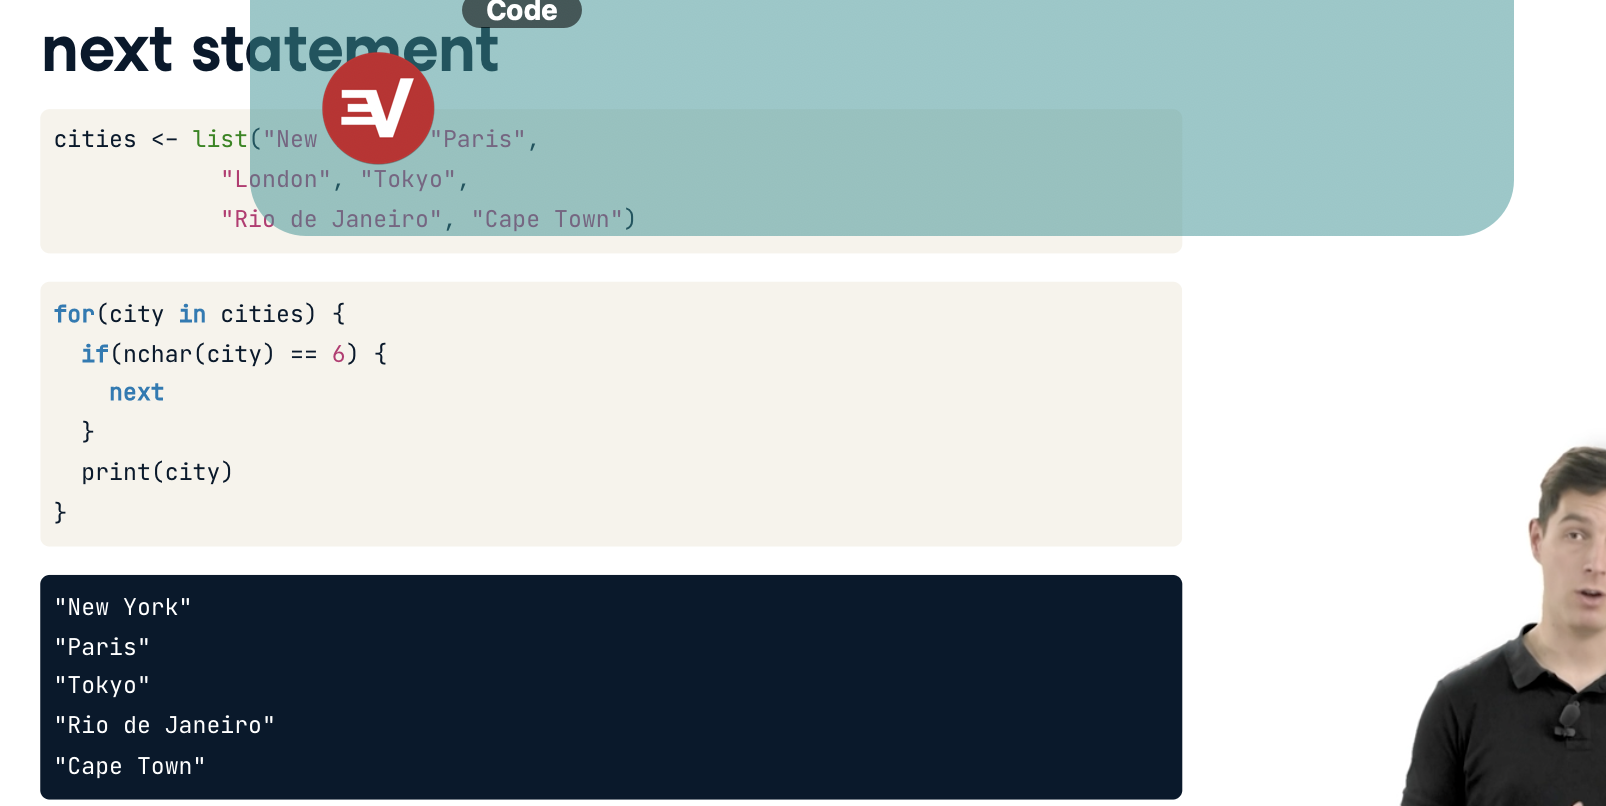 Code
next statement
cities <- list("New "Paris",
"London", "Tokyo",
"Rio de Janeiro", "Cape Town")
for(city in cities) {
if(nchar(city) == 6) {
next
}
print(city)
}
"New York"
"Paris"
"Tokyo"
"Rio de Janeiro"
"Cape Town"